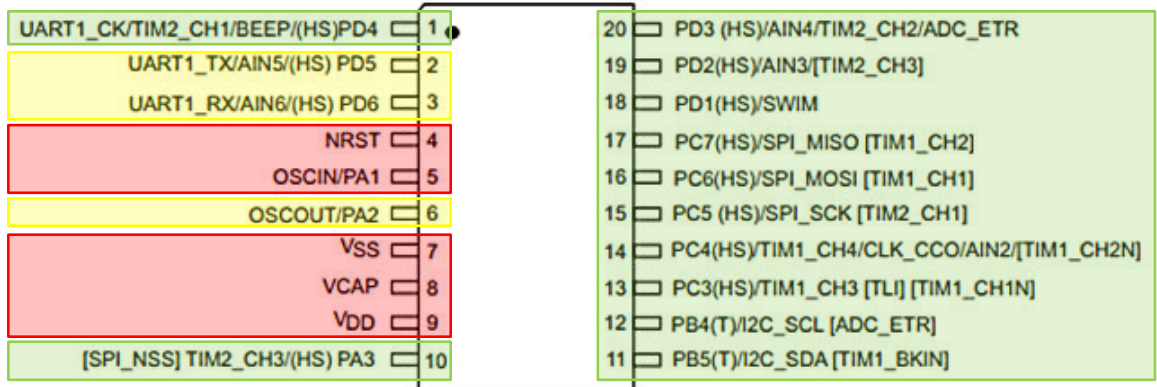 UART1_CK/TIM2_CH1/BEEP/(HS)PD4 1
UART1_TX/AIN5/(HS) PD5 2
UART1_RX/AIN6/(HS) PD6 3
NRST 4
OSCIN/PA1 5
OSCOUT/PA2 6
VSS 7
VCAP 8
VDD 9
[SPI_NSS] TIM2_CH3/(HS) PA3 10
20 PD3 (HS)/AIN4/TIM2_CH2/ADC_ETR
19 PD2(HS)/AIN3/[TIM2_CH3]
18 PD1(HS)/SWIM
17 PC7(HS)/SPI_MISO [TIM1_CH2]
16 PC6(HS)/SPI_MOSI [TIM1_CH1]
15 PC5 (HS)/SPI_SCK [TIM2_CH1]
14 PC4(HS)/TIM1_CH4/CLK_CCO/AIN2/[TIM1_CH2N]
13 PC3(HS)/TIM1_CH3 [TLI] [TIM1_CH1N]
12 PB4(T)/I2C_SCL [ADC_ETR]
11 PB5(T)/I2C_SDA [TIM1_BKIN]